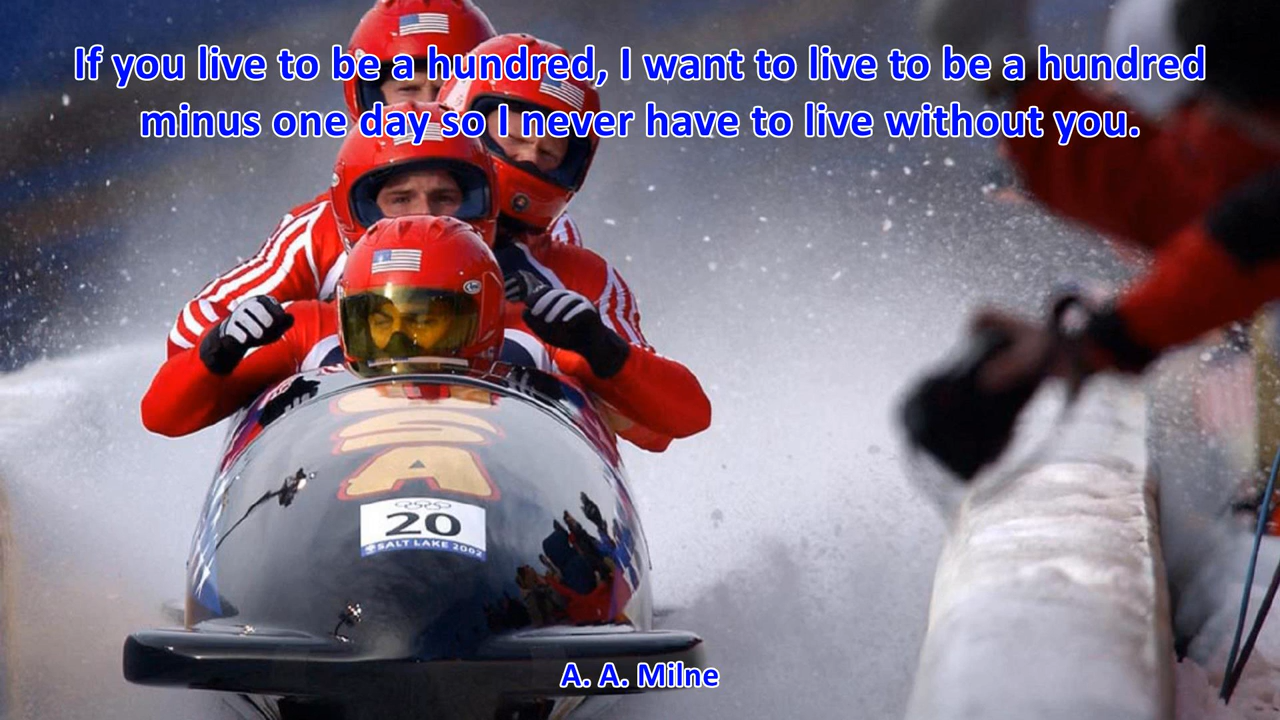 If you live to be a hundred, I want to live to be a hundred
minus one day so I never have to live without you.
USA
20
SALT LAKE 2002
A. A. Milne